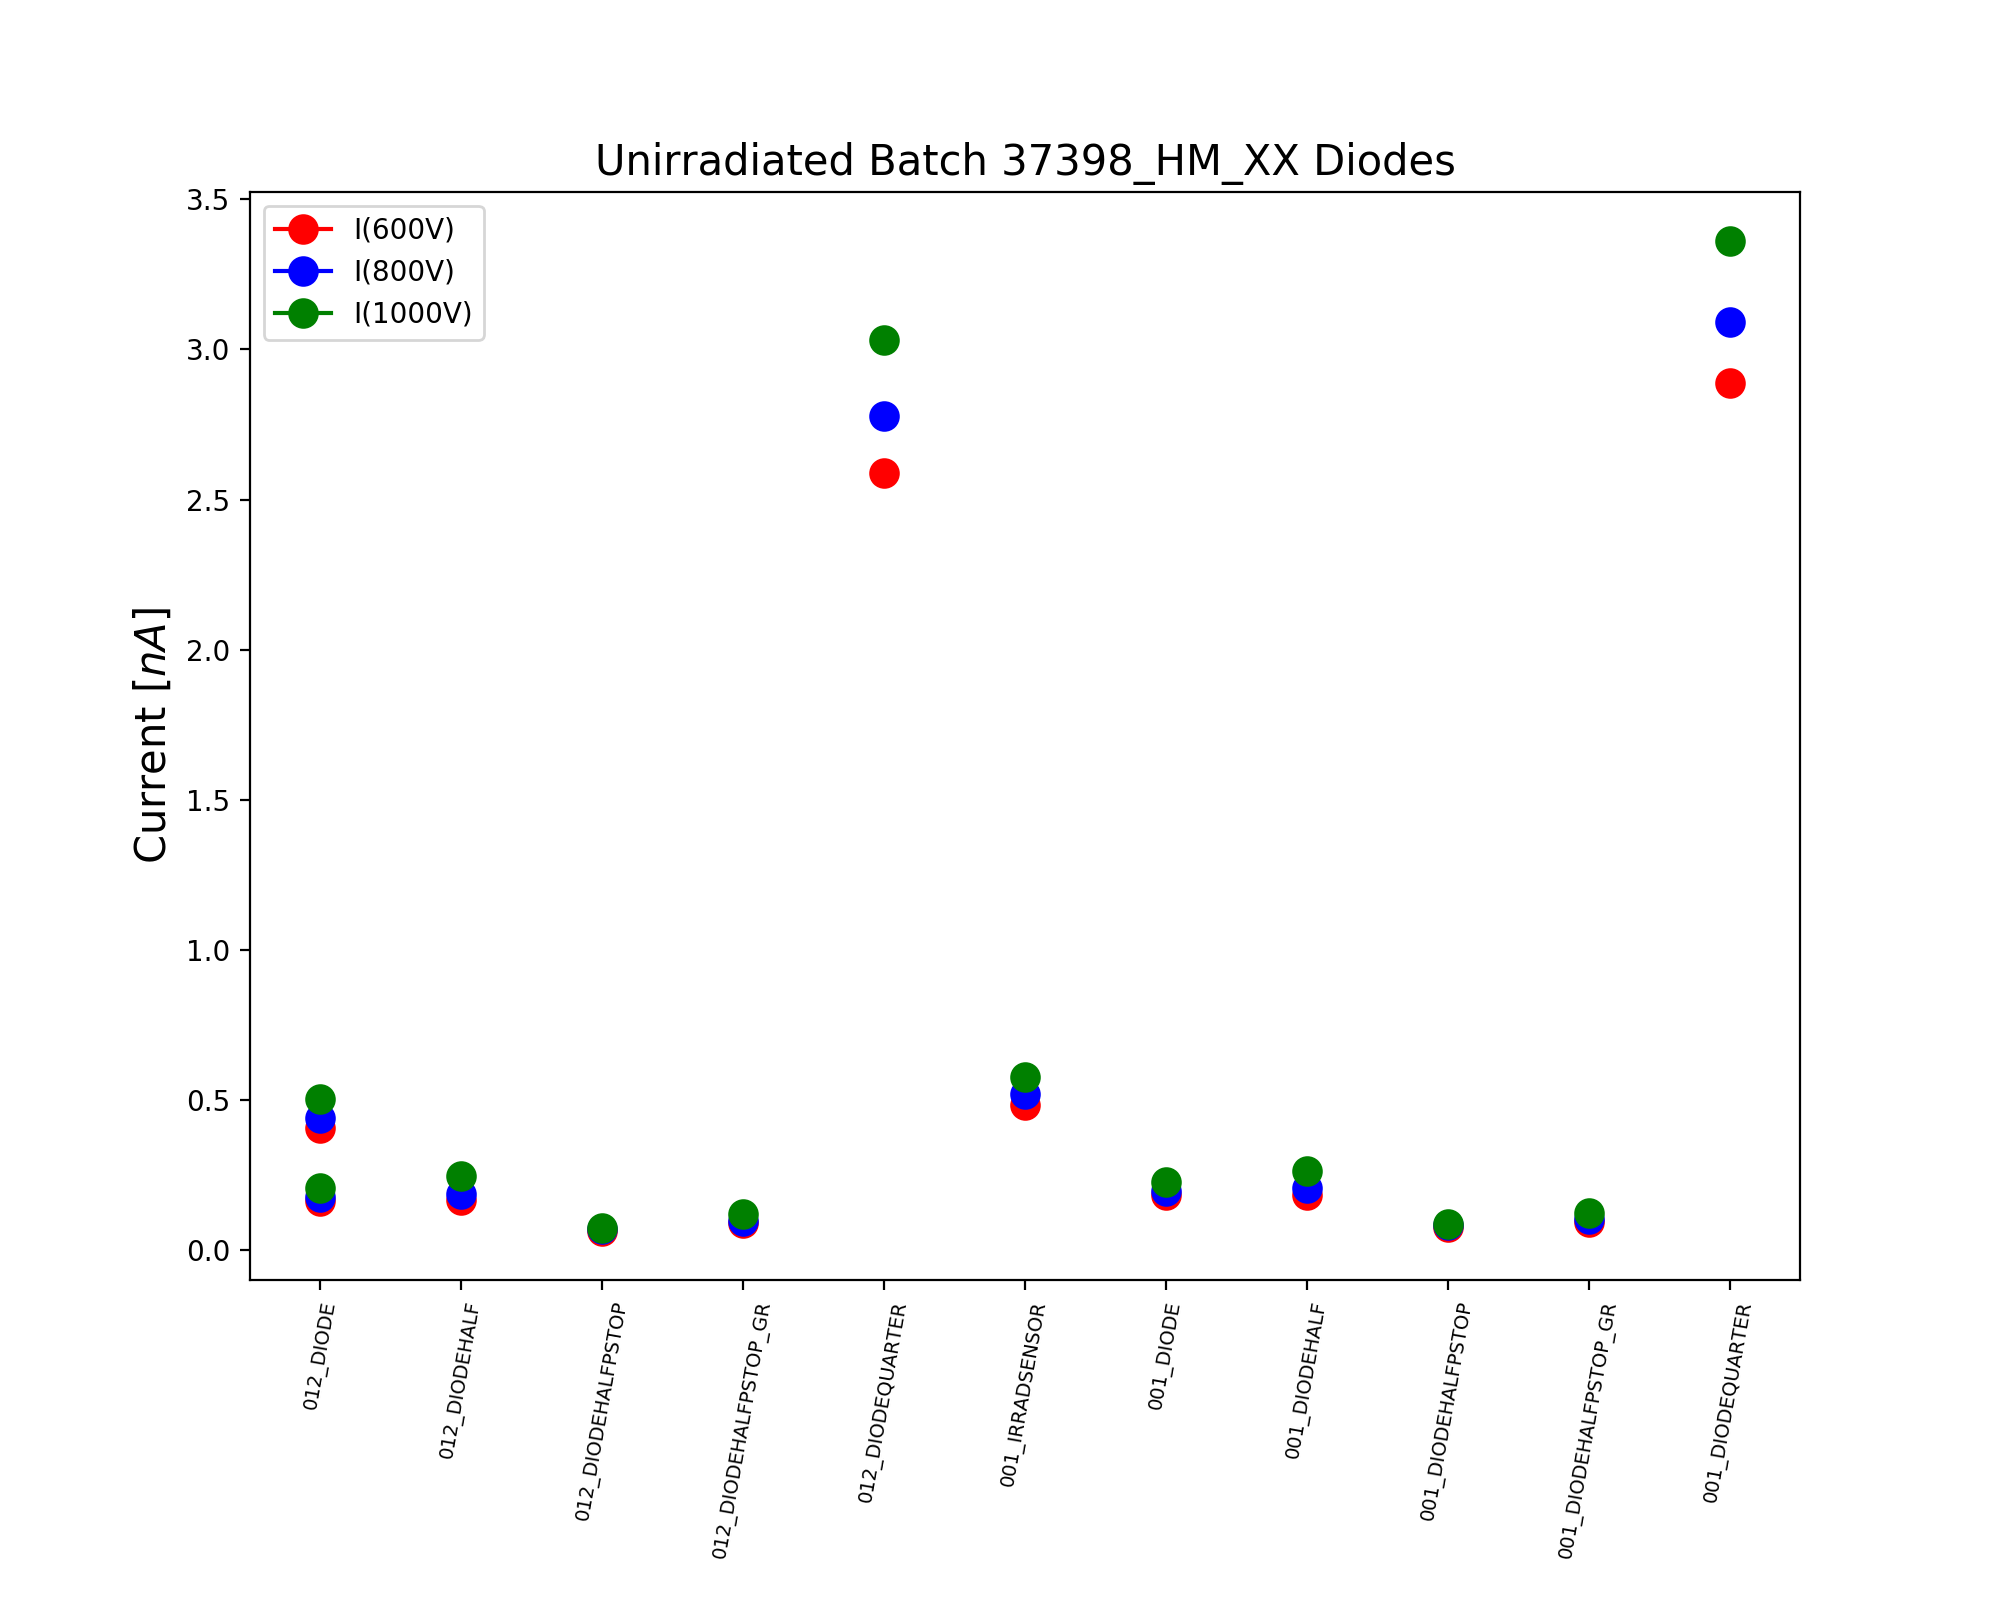 Unirradiated Batch 37398_HM_XX Diodes
I(600V)
I(800V)
I(1000V)
Current [nA]
3.5
3.0
2.5
2.0
1.5
1.0
0.5
0.0
012_DIODE
012_DIODEHALF
012_DIODEHALFPSTOP
012_DIODEHALFPSTOP_GR
012_DIODEQUARTER
001_IRRADSENSOR
001_DIODE
001_DIODEHALF
001_DIODEHALFPSTOP
001_DIODEHALFPSTOP_GR
001_DIODEQUARTER